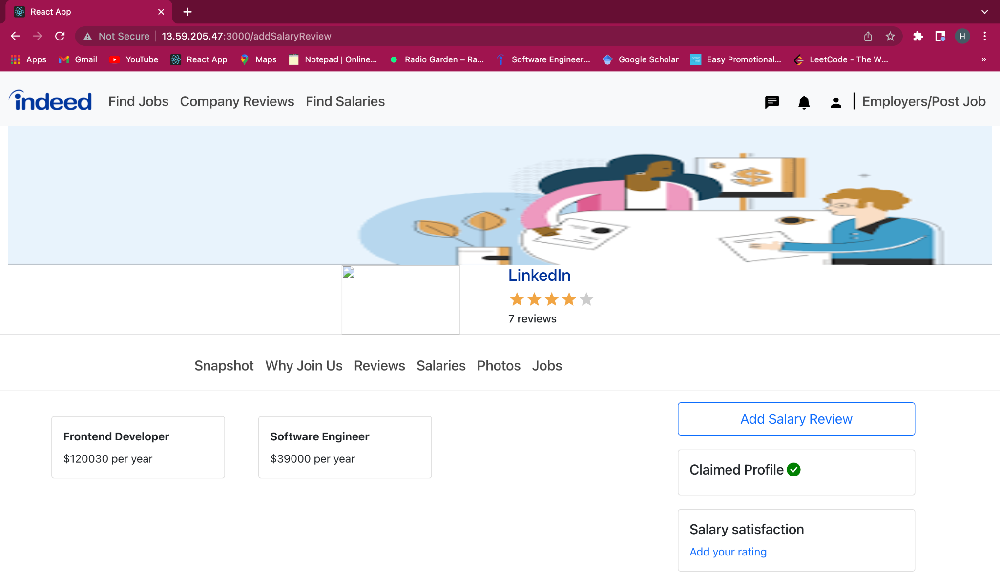 React App
Not Secure 13.59.205.47:3000/addSalaryReview H
Apps Gmail YouTube React App Maps Notepad | Online... Radio Garden – Ra... Software Engineer... Google Scholar Easy Promotional... LeetCode - The W... »
indeed Find Jobs Company Reviews Find Salaries Employers/Post Job
$
LinkedIn
7 reviews
Snapshot Why Join Us Reviews Salaries Photos Jobs
Add Salary Review
Frontend Developer
$120030 per year
Software Engineer
$39000 per year
Claimed Profile
Salary satisfaction
Add your rating